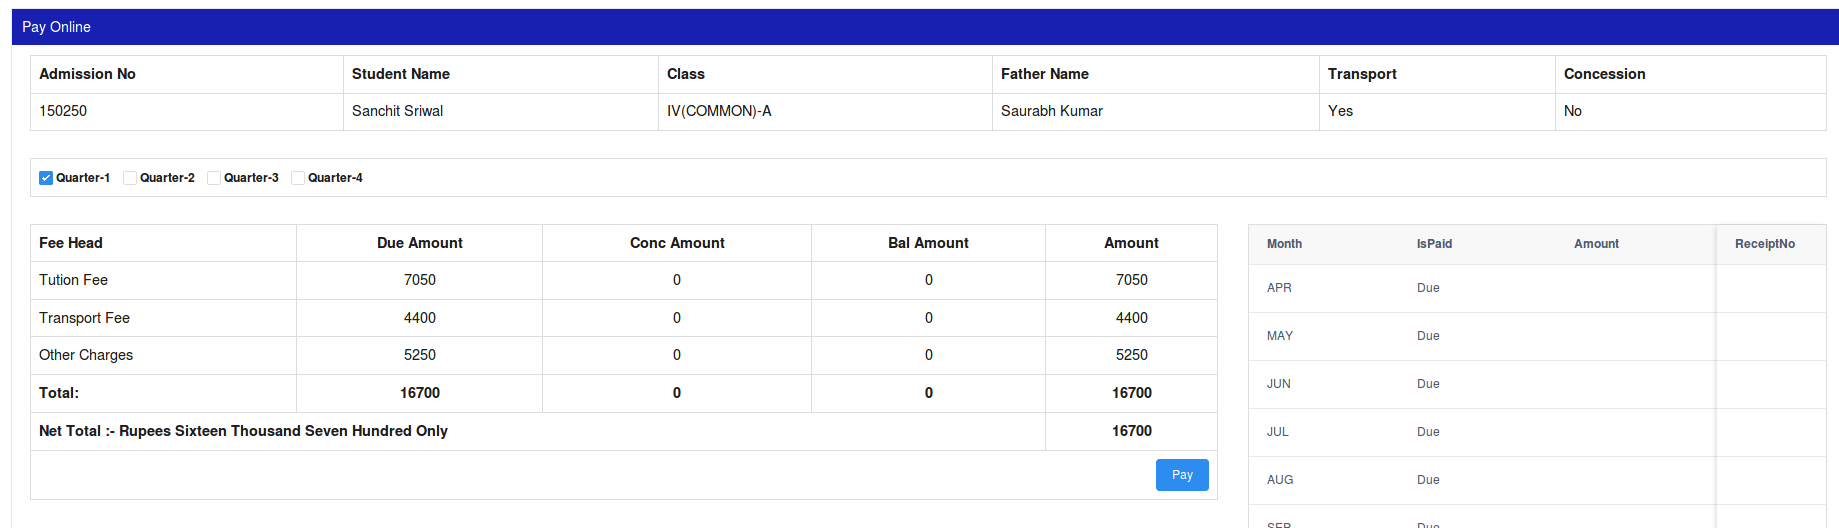 Pay Online
Admission No Student Name Class Father Name Transport Concession
150250 Sanchit Sriwal IV(COMMON)-A Saurabh Kumar Yes No
Quarter-1 Quarter-2 Quarter-3 Quarter-4
Fee Head Due Amount Conc Amount Bal Amount Amount
Tution Fee 7050 0 0 7050
Transport Fee 4400 0 0 4400
Other Charges 5250 0 0 5250
Total: 16700 0 0 16700
Net Total :- Rupees Sixteen Thousand Seven Hundred Only 16700
Pay
Month IsPaid Amount ReceiptNo
APR Due
MAY Due
JUN Due
JUL Due
AUG Due
SEP Due